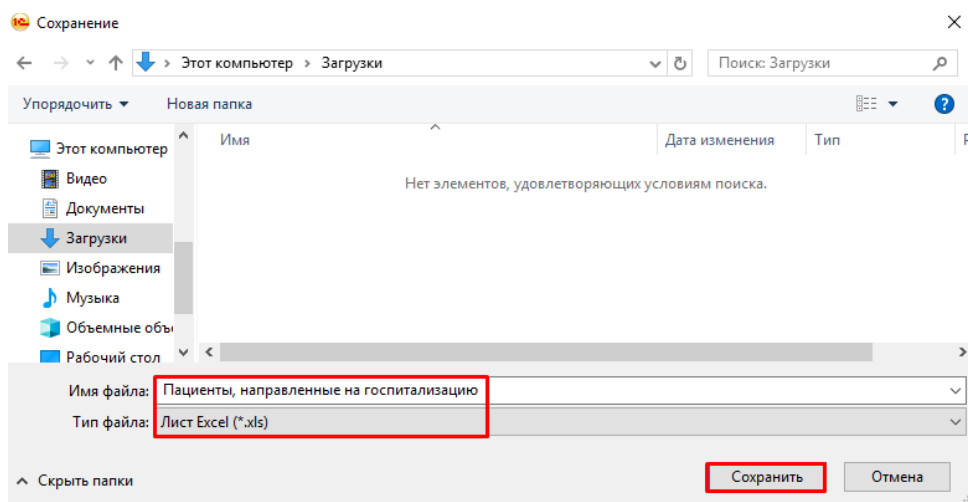 1С Сохранение
Этот компьютер › Загрузки
Поиск: Загрузки
Упорядочить
Новая папка
?
Этот компьютер
Видео
Документы
Загрузки
Изображения
Музыка
Объемные объ
Рабочий стол
Имя
Дата изменения
Тип
Нет элементов, удовлетворяющих условиям поиска.
Имя файла: Пациенты, направленные на госпитализацию
Тип файла: Лист Excel (*.xls)
Скрыть папки
Сохранить
Отмена